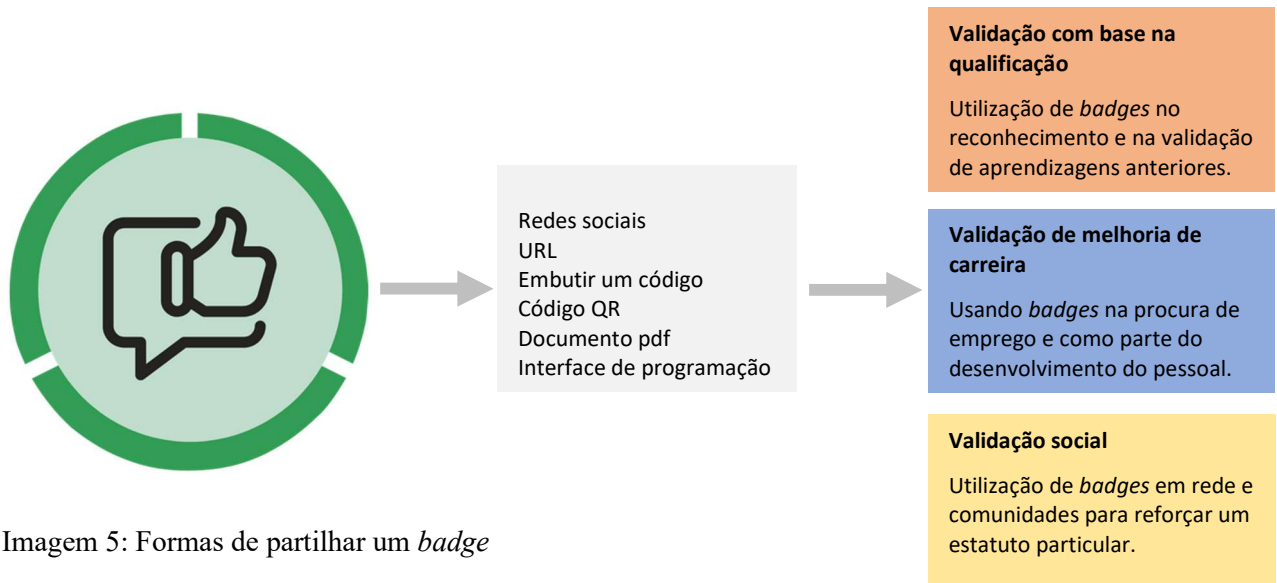 Redes sociais
URL
Embutir um código
Código QR
Documento pdf
Interface de programação
Validação com base na
qualificação
Utilização de badges no
reconhecimento e na validação
de aprendizagens anteriores.
Validação de melhoria de
carreira
Usando badges na procura de
emprego e como parte do
desenvolvimento do pessoal.
Validação social
Utilização de badges em rede e
comunidades para reforçar um
estatuto particular.
Imagem 5: Formas de partilhar um badge